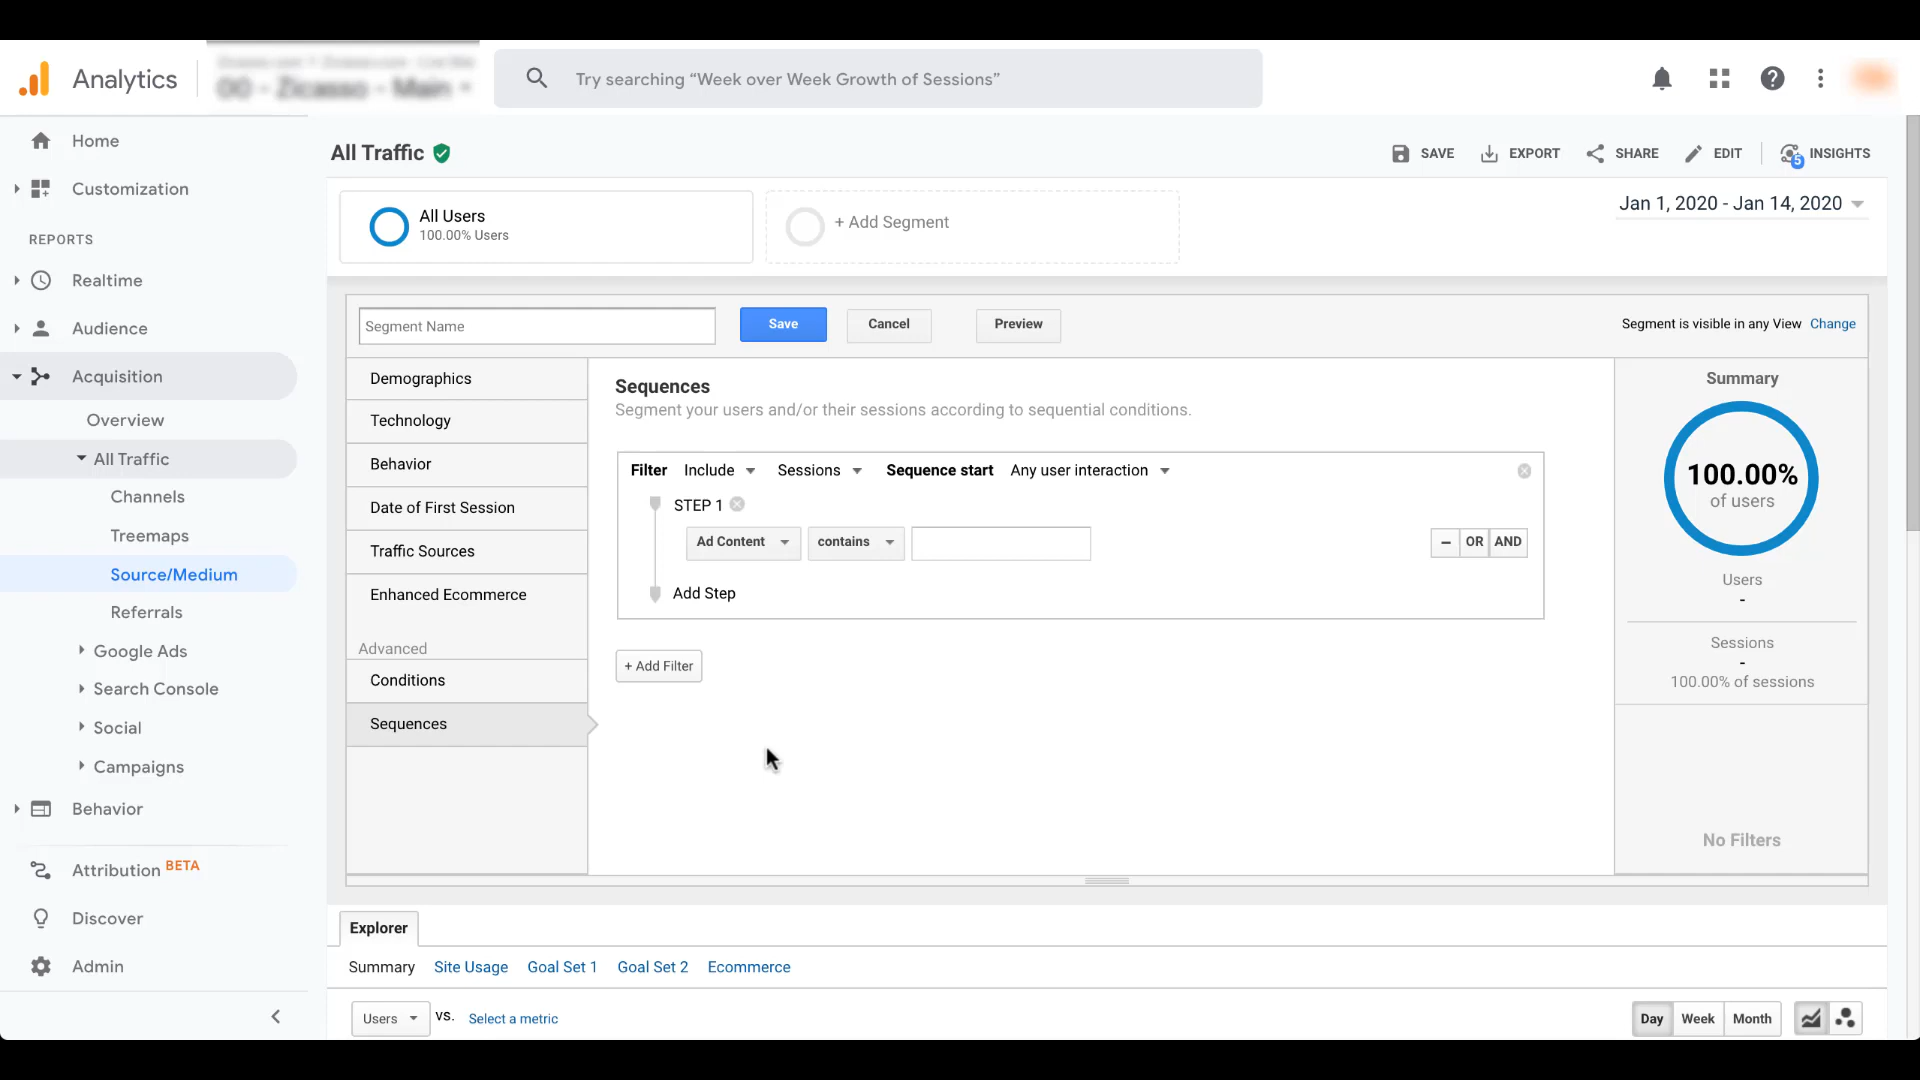 Analytics
00 - Zicasso - Main
Try searching “Week over Week Growth of Sessions”
Home
Customization
REPORTS
Realtime
Audience
Acquisition
Overview
All Traffic
Channels
Treemaps
Source/Medium
Referrals
Google Ads
Search Console
Social
Campaigns
Behavior
Attribution BETA
Discover
Admin
All Traffic
SAVE
EXPORT
SHARE
EDIT
5
INSIGHTS
All Users
100.00% Users
+ Add Segment
Jan 1, 2020 - Jan 14, 2020
Segment Name
Save
Cancel
Preview
Segment is visible in any View Change
Demographics
Technology
Behavior
Date of First Session
Traffic Sources
Enhanced Ecommerce
Advanced
Conditions
Sequences
Sequences
Segment your users and/or their sessions according to sequential conditions.
Filter Include Sessions Sequence start Any user interaction
STEP 1
Ad Content contains
– OR AND
Add Step
+ Add Filter
Summary
100.00%
of users
Users
-
Sessions
-
100.00% of sessions
No Filters
Explorer
Summary Site Usage Goal Set 1 Goal Set 2 Ecommerce
Users vs. Select a metric
Day Week Month